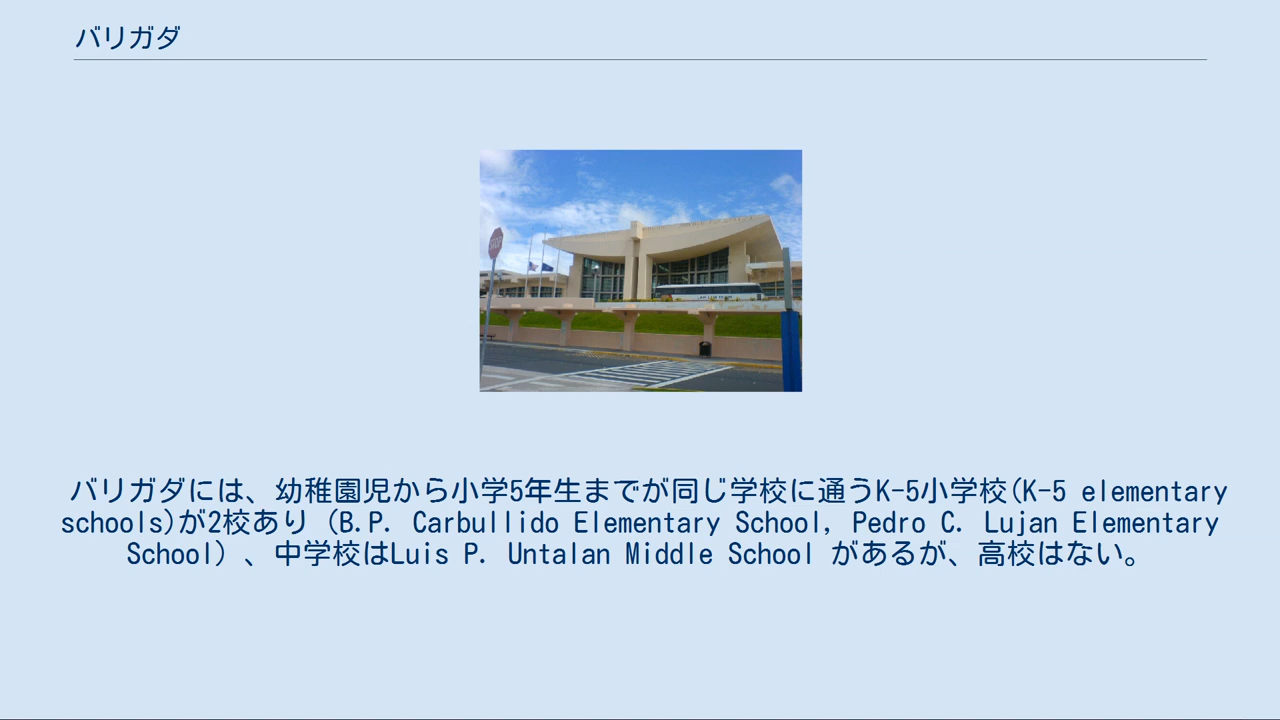 バリガダ
STOP
バリガダには、幼稚園児から小学5年生までが同じ学校に通うK-5小学校(K-5 elementary
schools)が2校あり (B.P. Carbullido Elementary School, Pedro C. Lujan Elementary
School) 、中学校はLuis P. Untalan Middle School があるが、高校はない。